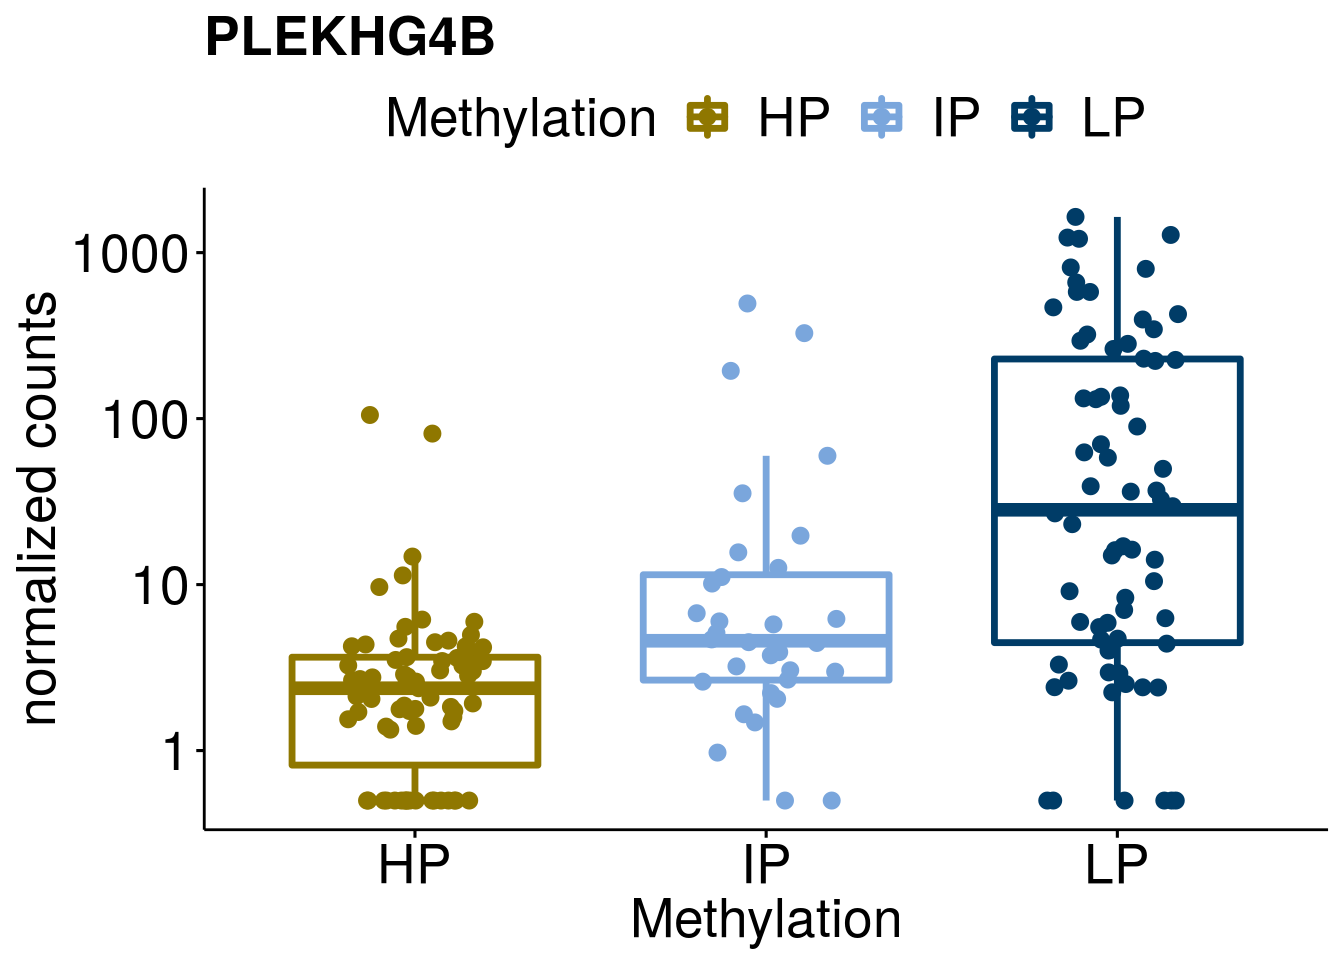 PLEKHG4B
Methylation HP IP LP
normalized counts
1000
100
10
1
HP IP LP
Methylation